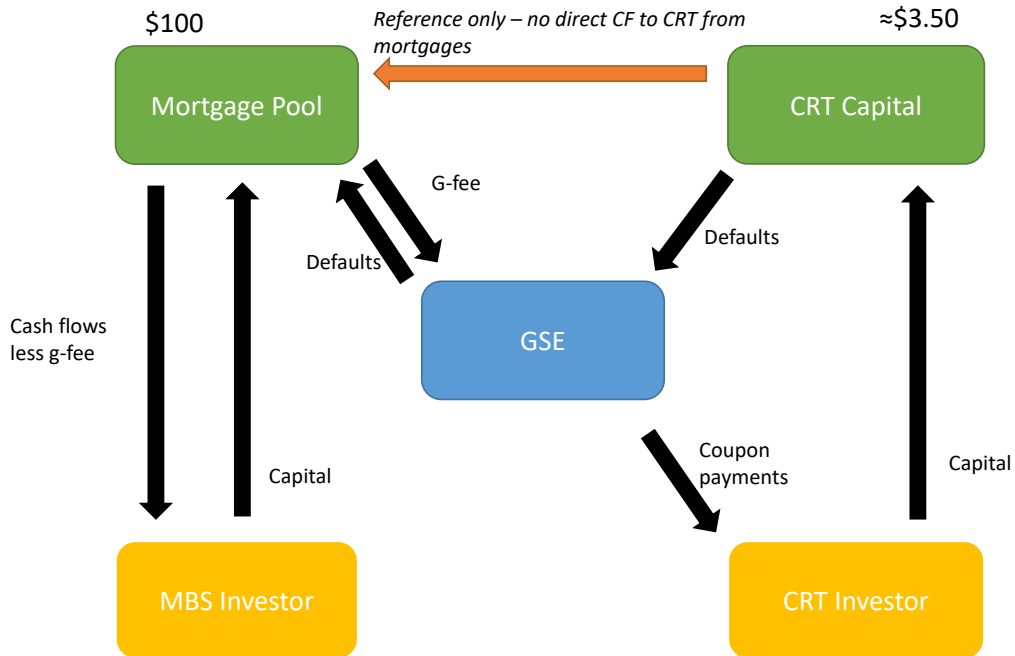 $100
Reference only – no direct CF to CRT from
mortgages
≈$3.50
Mortgage Pool
CRT Capital
G-fee
Defaults
Defaults
Cash flows
less g-fee
GSE
Capital
Coupon
payments
Capital
MBS Investor
CRT Investor